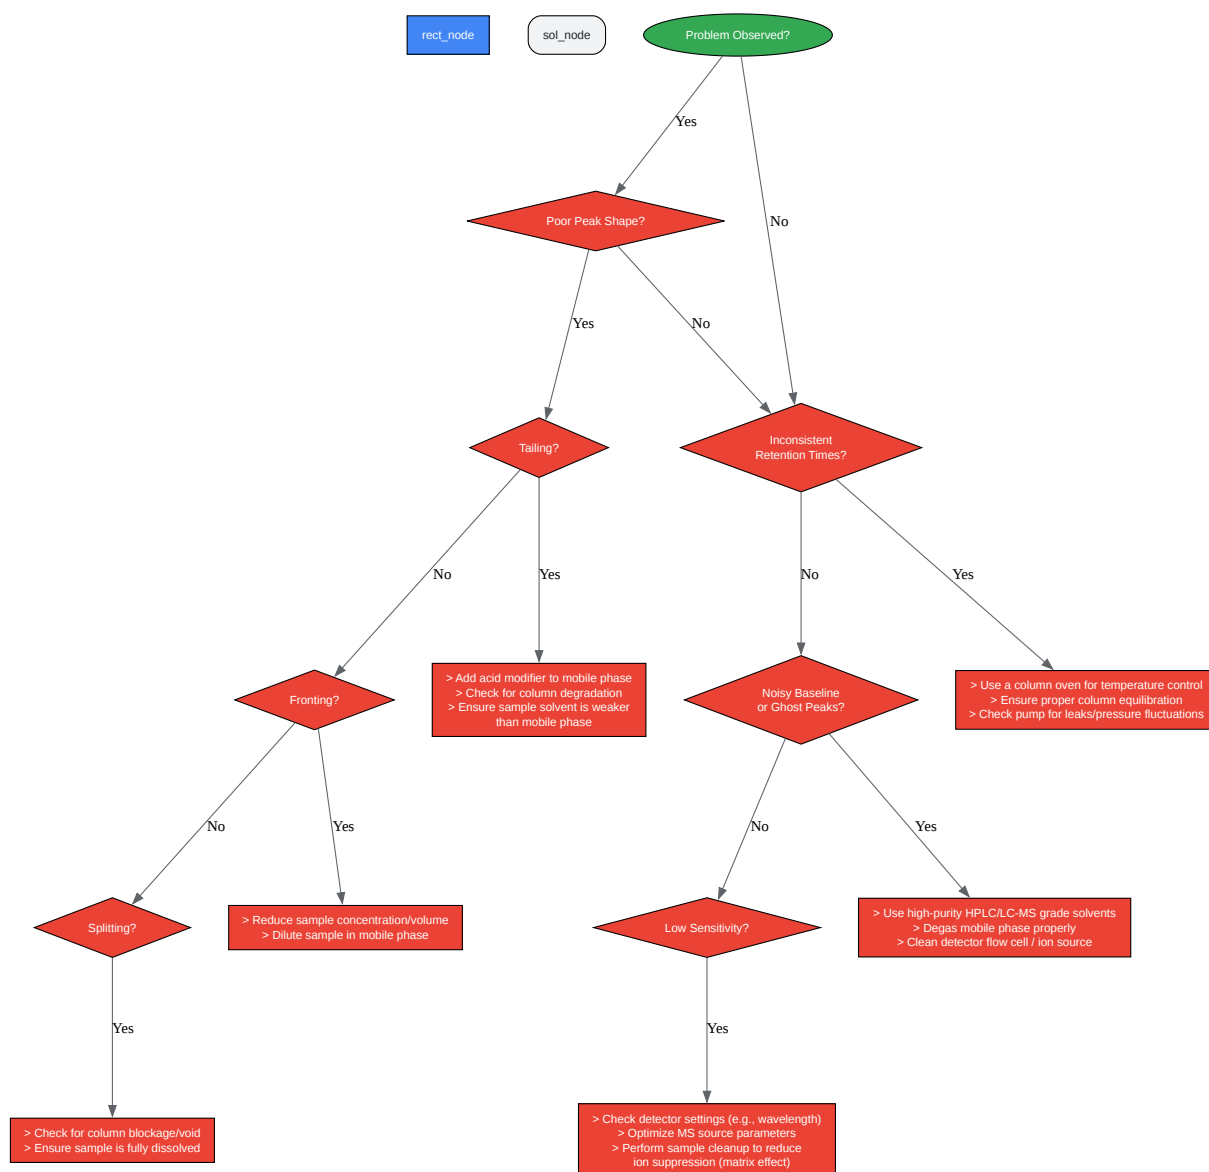 rect_node
sol_node
Problem Observed?
Yes
Poor Peak Shape?
No
Yes
No
Tailing?
Inconsistent
Retention Times?
No
Yes
No
Yes
Fronting?
> Add acid modifier to mobile phase
> Check for column degradation
> Ensure sample solvent is weaker
than mobile phase
Noisy Baseline
or Ghost Peaks?
> Use a column oven for temperature control
> Ensure proper column equilibration
> Check pump for leaks/pressure fluctuations
No
Yes
No
Yes
Splitting?
> Reduce sample concentration/volume
> Dilute sample in mobile phase
Low Sensitivity?
> Use high-purity HPLC/LC-MS grade solvents
> Degas mobile phase properly
> Clean detector flow cell / ion source
Yes
Yes
> Check for column blockage/void
> Ensure sample is fully dissolved
> Check detector settings (e.g., wavelength)
> Optimize MS source parameters
> Perform sample cleanup to reduce
ion suppression (matrix effect)